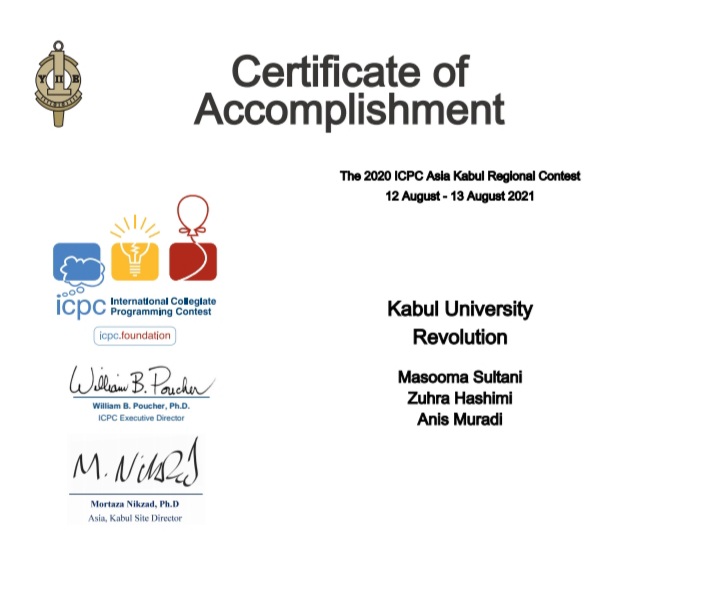 Certificate of
Accomplishment
The 2020 ICPC Asia Kabul Regional Contest
12 August - 13 August 2021
icpc International Collegiate
Programming Contest
icpc.foundation
Kabul University
Revolution
Masooma Sultani
Zuhra Hashimi
Anis Muradi
William B. Poucher
William B. Poucher, Ph.D.
ICPC Executive Director
M. Nikzad
Mortaza Nikzad, Ph.D
Asia, Kabul Site Director